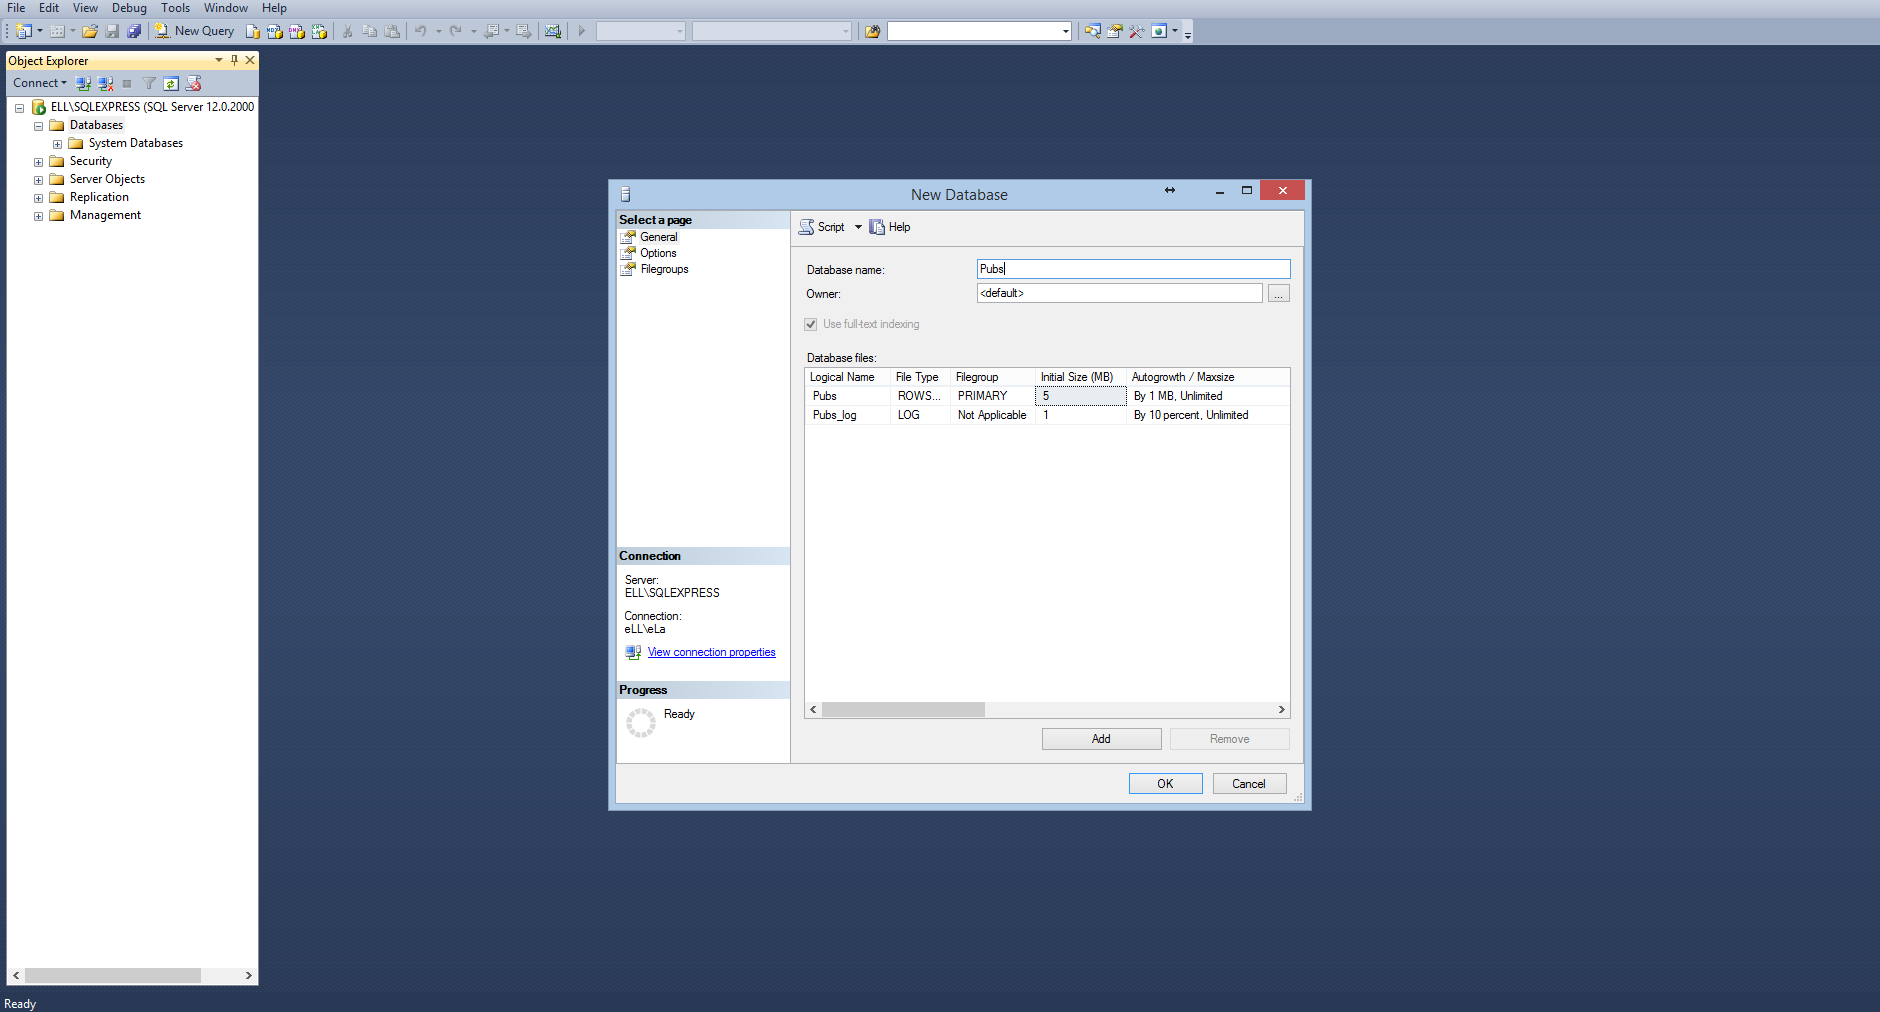 File Edit View Debug Tools Window Help
New Query
Object Explorer
Connect
ELL\SQLEXPRESS (SQL Server 12.0.2000
Databases
System Databases
Security
Server Objects
Replication
Management
New Database
Select a page
General
Options
Filegroups
Script Help
Database name: Pubs
Owner: <default> ...
Use full-text indexing
Database files:
Logical Name File Type Filegroup Initial Size (MB) Autogrowth / Maxsize
Pubs ROWS... PRIMARY 5 By 1 MB, Unlimited
Pubs_log LOG Not Applicable 1 By 10 percent, Unlimited
Connection
Server:
ELL\SQLEXPRESS
Connection:
eLL\eLa
View connection properties
Progress
Ready
Add Remove
OK Cancel
Ready